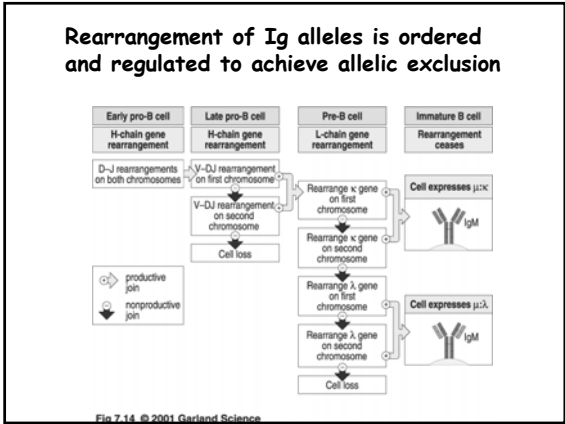 Rearrangement of Ig alleles is ordered
and regulated to achieve allelic exclusion
Early pro-B cell
H-chain gene
rearrangement
D–J rearrangements
on both chromosomes
Late pro-B cell
H-chain gene
rearrangement
V–DJ rearrangement
on first chromosome
+
−
V–DJ rearrangement
on second
chromosome
+
−
Cell loss
Pre-B cell
L-chain gene
rearrangement
Rearrange κ gene
on first
chromosome
+
−
Rearrange κ gene
on second
chromosome
+
−
Rearrange λ gene
on first
chromosome
+
−
Rearrange λ gene
on second
chromosome
+
−
Cell loss
Immature B cell
Rearrangement
ceases
Cell expresses μ:κ
IgM
Cell expresses μ:λ
IgM
+
productive
join
−
nonproductive
join
Fig 7.14 © 2001 Garland Science